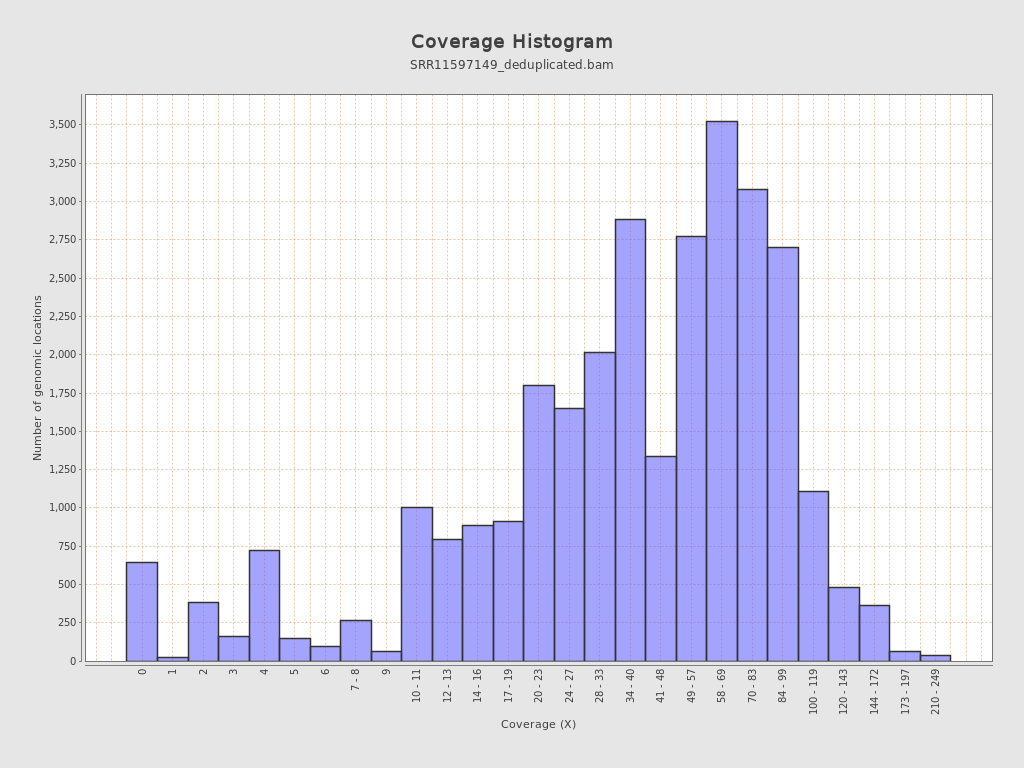 Coverage Histogram
SRR11597149_deduplicated.bam
Number of genomic locations
3,500
3,250
3,000
2,750
2,500
2,250
2,000
1,750
1,500
1,250
1,000
750
500
250
0
0
1
2
3
4
5
6
7 - 8
9
10 - 11
12 - 13
14 - 16
17 - 19
20 - 23
24 - 27
28 - 33
34 - 40
41 - 48
49 - 57
58 - 69
70 - 83
84 - 99
100 - 119
120 - 143
144 - 172
173 - 197
210 - 249
Coverage (X)